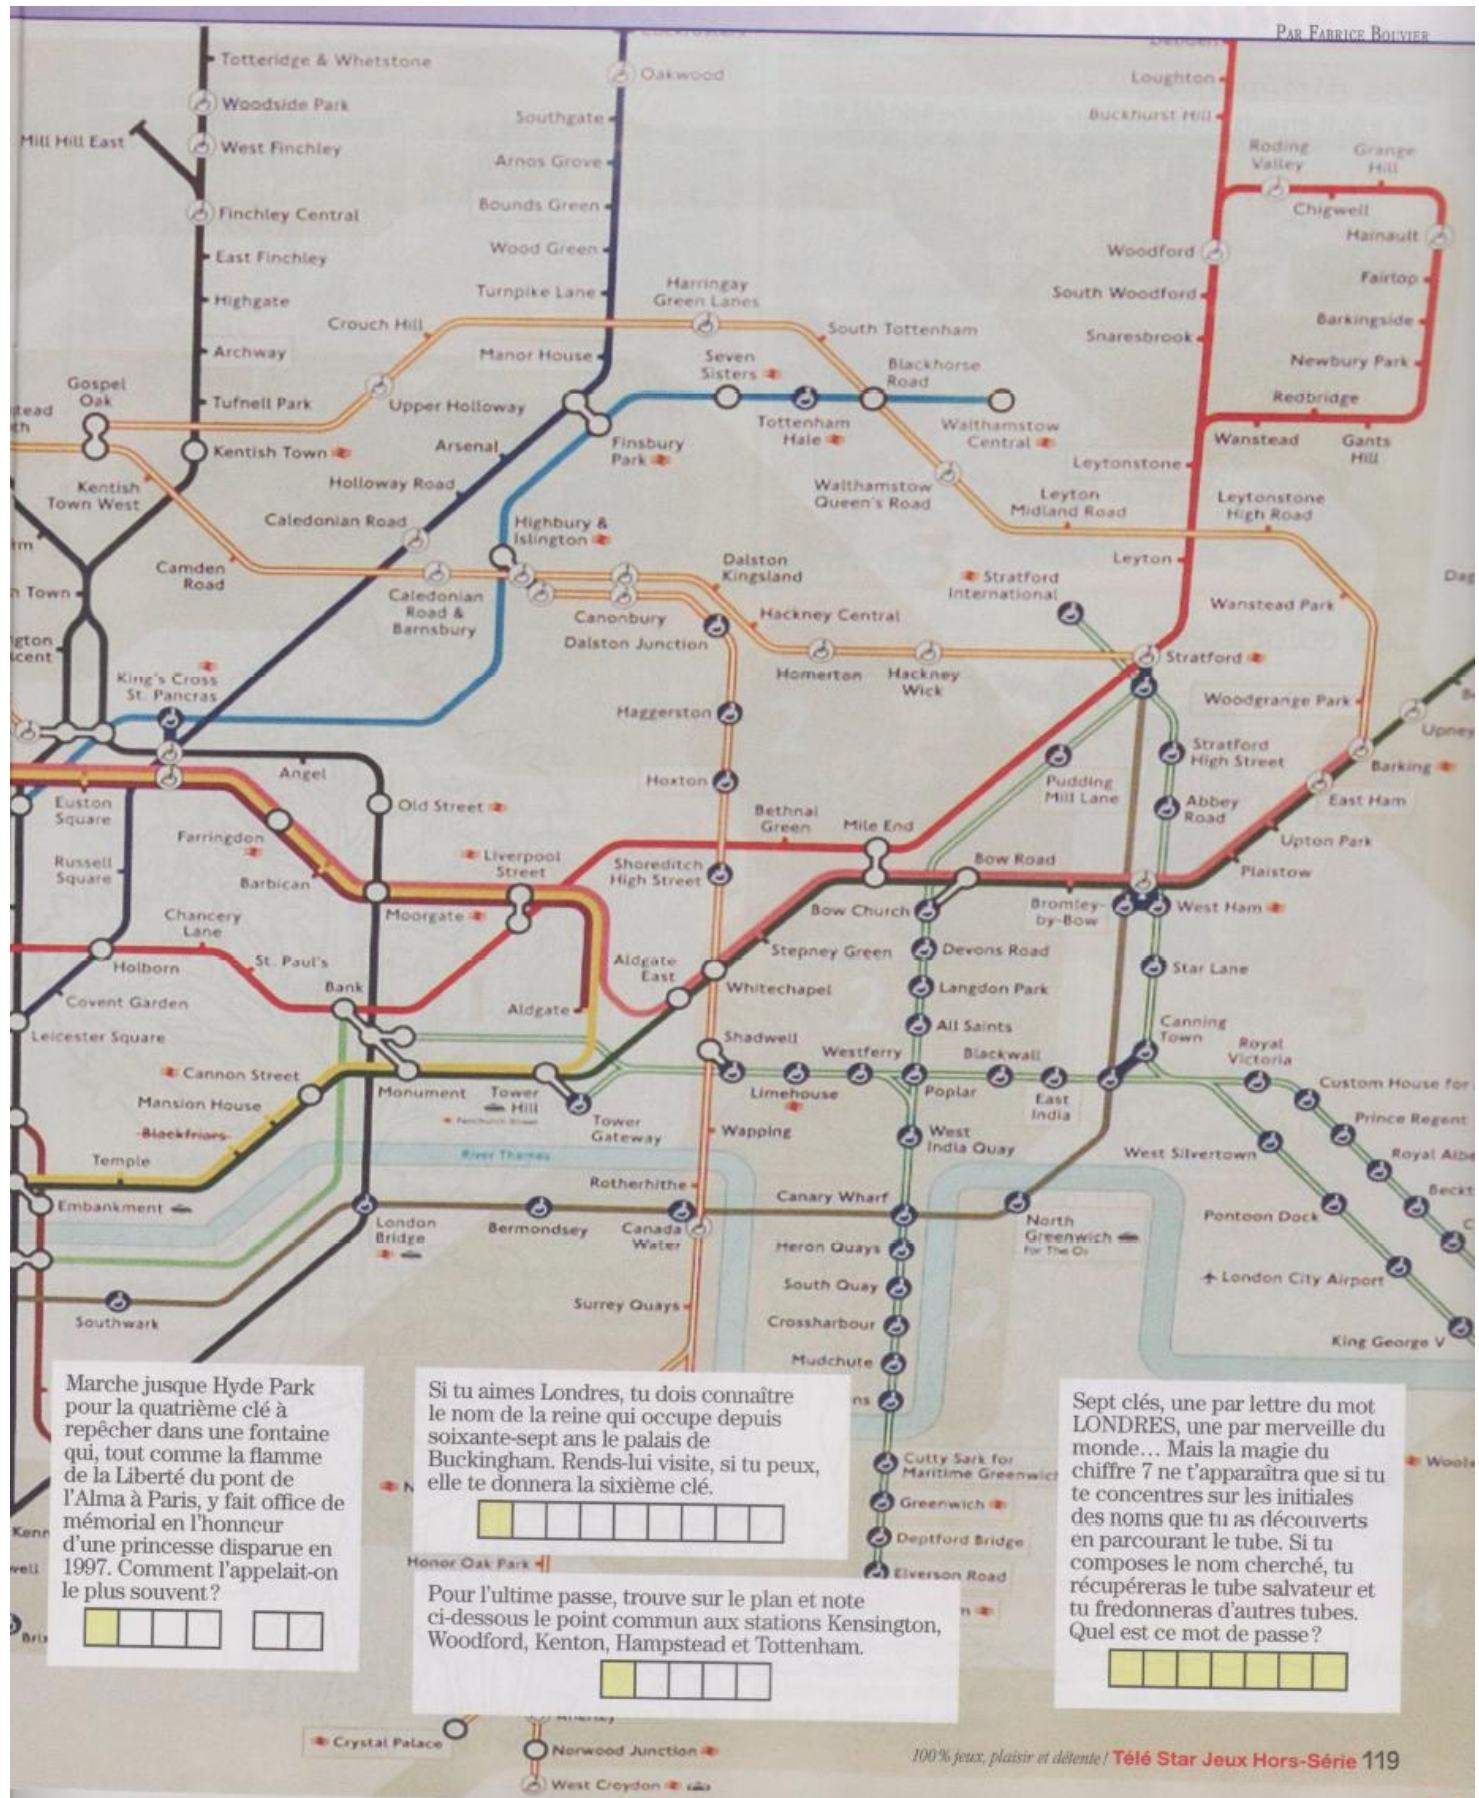 PAR FABRICE BOUVIER
Totteridge & Whetstone
Woodside Park
Mill Hill East
West Finchley
Finchley Central
East Finchley
Highgate
Archway
Tufnell Park
Kentish Town
Gospel
Oak
Kentish
Town West
Camden
Road
Crouch Hill
Upper Holloway
Oakwood
Southgate
Arnos Grove
Bounds Green
Wood Green
Turnpike Lane
Manor House
Arsenal
Holloway Road
Caledonian Road
Finsbury
Park
Harringay
Green Lanes
South Tottenham
Seven
Sisters
Blackhorse
Road
Tottenham
Hale
Walthamstow
Central
Walthamstow
Queen's Road
Leyton
Midland Road
Leytonstone
High Road
Loughton
Buckhurst Hill
Roding
Valley
Grange
Hill
Chigwell
Hainault
Woodford
Fairlop
South Woodford
Barkingside
Snaresbrook
Newbury Park
Redbridge
Wanstead
Gants
Hill
Leytonstone
Leyton
Highbury &
Islington
Caledonian
Road &
Barnsbury
Canonbury
Dalston
Kingsland
Dalston Junction
Hackney Central
Homerton
Hackney
Wick
Stratford
International
Stratford
Wanstead Park
Woodgrange Park
Upney
Barking
East Ham
Upton Park
Plaistow
Stratford
High Street
Abbey
Road
Pudding
Mill Lane
King's Cross
St. Pancras
Angel
Old Street
Euston
Square
Farringdon
Russell
Square
Barbican
Moorgate
Liverpool
Street
Haggerston
Hoxton
Shoreditch
High Street
Bethnal
Green
Mile End
Bow Road
Bow Church
Bromley-
by-Bow
West Ham
Star Lane
Devons Road
Langdon Park
All Saints
Stepney Green
Whitechapel
Aldgate
East
Aldgate
Chancery
Lane
St. Paul's
Holborn
Covent Garden
Leicester Square
Bank
Cannon Street
Mansion House
Blackfriars
Temple
Embankment
Monument
Tower
Hill
Fenchurch Street
Tower
Gateway
River Thames
Shadwell
Limehouse
Westferry
Poplar
Blackwall
East
India
Canning
Town
Royal
Victoria
Custom House for
Prince Regent
West Silvertown
Pontoon Dock
London City Airport
King George V
Wapping
Rotherhithe
Canada
Water
Surrey Quays
West
India Quay
Canary Wharf
Heron Quays
South Quay
Crossharbour
Mudchute
North
Greenwich
For The O2
London
Bridge
Bermondsey
Southwark
Cutty Sark for
Maritime Greenwich
Greenwich
Deptford Bridge
Elverson Road
Honor Oak Park
Crystal Palace
Norwood Junction
West Croydon
Marche jusque Hyde Park
pour la quatrième clé à
repêcher dans une fontaine
qui, tout comme la flamme
de la Liberté du pont de
l'Alma à Paris, y fait office de
mémorial en l'honneur
d'une princesse disparue en
1997. Comment l'appelait-on
le plus souvent ?
Si tu aimes Londres, tu dois connaître
le nom de la reine qui occupe depuis
soixante-sept ans le palais de
Buckingham. Rends-lui visite, si tu peux,
elle te donnera la sixième clé.
Pour l'ultime passe, trouve sur le plan et note
ci-dessous le point commun aux stations Kensington,
Woodford, Kenton, Hampstead et Tottenham.
Sept clés, une par lettre du mot
LONDRES, une par merveille du
monde... Mais la magie du
chiffre 7 ne t'apparaîtra que si tu
te concentres sur les initiales
des noms que tu as découverts
en parcourant le tube. Si tu
composes le nom cherché, tu
récupéreras le tube salvateur et
tu fredonneras d'autres tubes.
Quel est ce mot de passe ?
100% jeux, plaisir et détente ! Télé Star Jeux Hors-Série 119